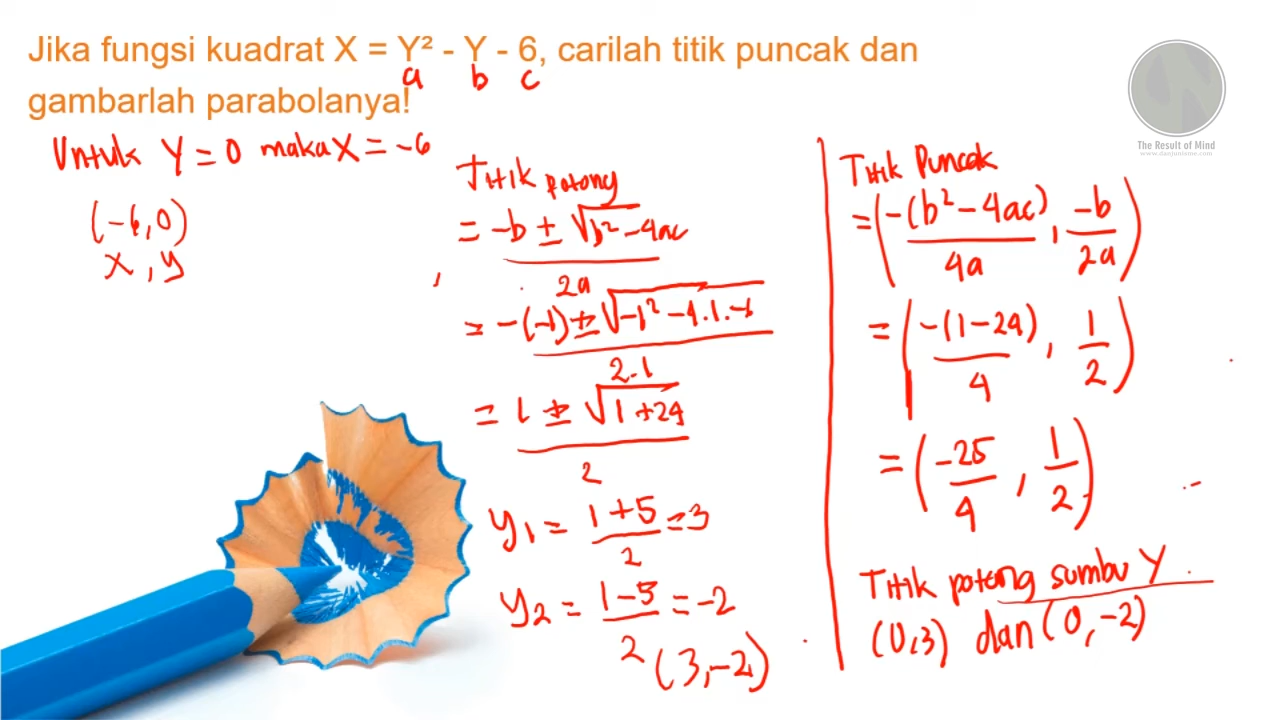 Jika fungsi kuadrat X = Y² - Y - 6, carilah titik puncak dan
a b c
gambarlah parabolanya!
Untuk Y = 0 maka X = -6
(-6,0)
x, y
Titik potong
= -b ± √b² - 4ac
2a
= -(-1) ± √-1² - 4.1.-6
2.1
= 1 ± √1 + 24
2
y1 = 1+5 = 3
2
y2 = 1-5 = -2
2 (3,-2)
Titik Puncak
= (-(b² - 4ac), -b)
4a 2a
= (-(1-24), 1)
4 2
= (-25, 1)
4 2
Titik potong sumbu Y
(0,3) dan (0,-2)
The Result of Mind